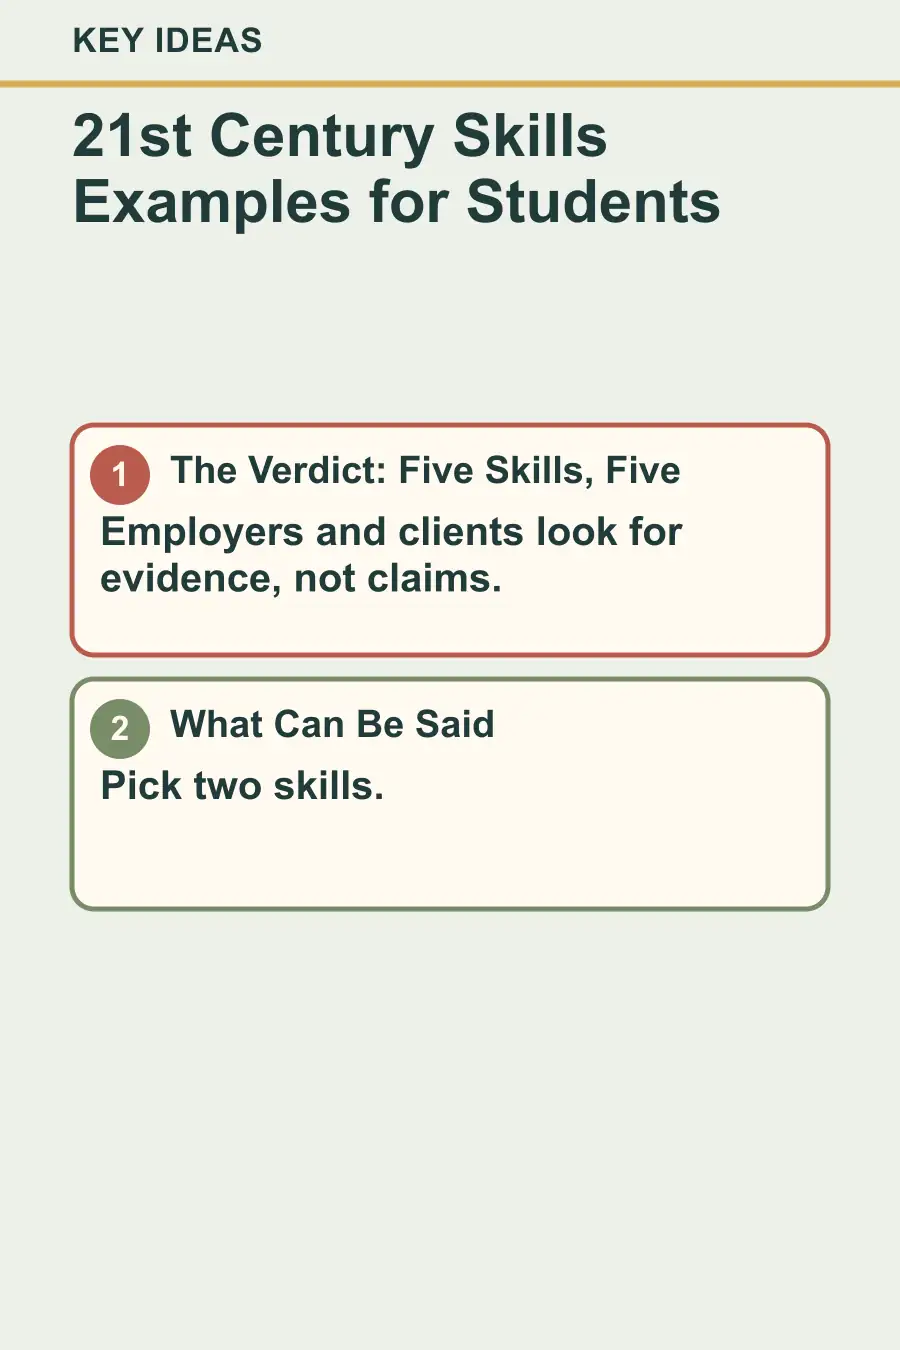 KEY IDEAS
21st Century Skills
Examples for Students
1 The Verdict: Five Skills, Five
Employers and clients look for
evidence, not claims.
2 What Can Be Said
Pick two skills.